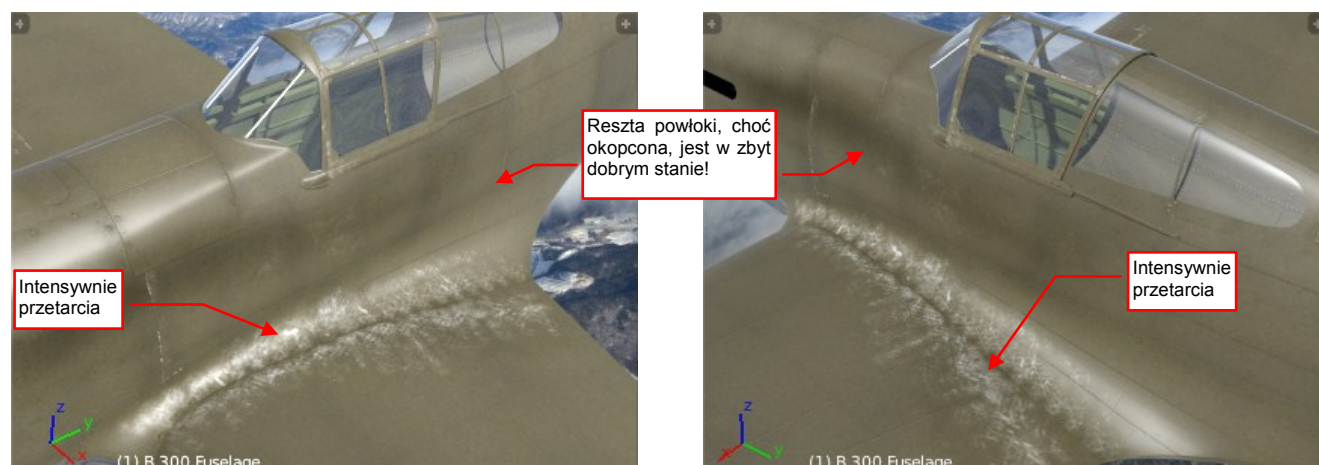 Reszta powłoki, choć
okopcona, jest w zbyt
dobrym stanie!
Intensywnie
przetarcia
Intensywnie
przetarcia
z
y
x
(1) B.300 Fuselage
z
y
x
(1) B.300 Fuselage